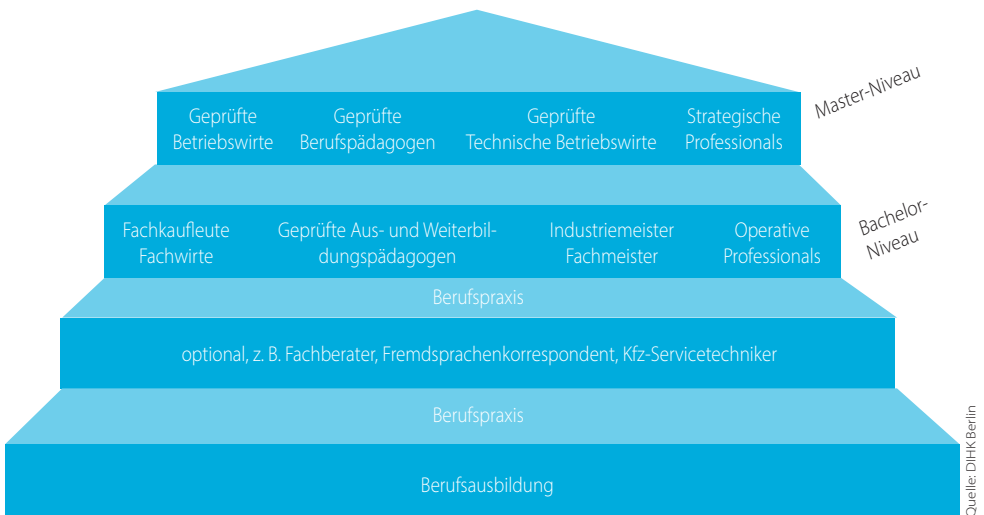 Geprüfte
Betriebswirte
Geprüfte
Berufspädagogen
Geprüfte
Technische Betriebswirte
Strategische
Professionals
Master-Niveau
Fachkaufleute
Fachwirte
Geprüfte Aus- und Weiterbil-
dungspädagogen
Industriemeister
Fachmeister
Operative
Professionals
Bachelor-
Niveau
Berufspraxis
optional, z. B. Fachberater, Fremdsprachenkorrespondent, Kfz-Servicetechniker
Berufspraxis
Berufsausbildung
Quelle: DIHK Berlin